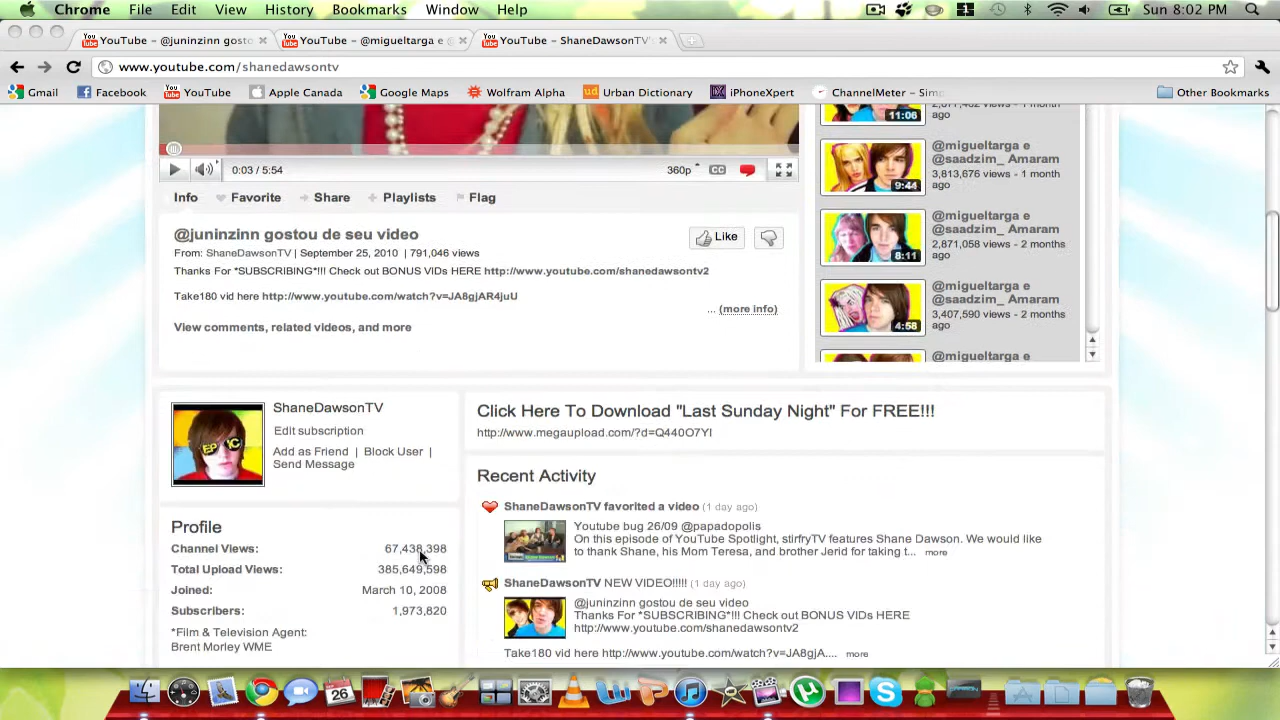 Chrome File Edit View History Bookmarks Window Help Sun 8:02 PM
YouTube - @juninzinn gosto
YouTube - @migueltarga e
YouTube - ShaneDawsonTV'
www.youtube.com/shanedawsontv
Gmail Facebook YouTube Apple Canada Google Maps Wolfram Alpha Urban Dictionary iPhoneXpert ChannelMeter - Simp Other Bookmarks
0:03 / 5:54 360p CC
Info Favorite Share Playlists Flag
@juninzinn gostou de seu video
Like
From: ShaneDawsonTV | September 25, 2010 | 791,046 views
Thanks For *SUBSCRIBING*!!! Check out BONUS VIDs HERE http://www.youtube.com/shanedawsontv2
Take180 vid here http://www.youtube.com/watch?v=JA8gjAR4juU
... (more info)
View comments, related videos, and more
11:06
ago
@migueltarga e
@saadzim_ Amaram
3,813,676 views - 1 month
ago
9:44
@migueltarga e
@saadzim_ Amaram
2,871,058 views - 2 months
ago
8:11
@migueltarga e
@saadzim_ Amaram
3,407,590 views - 2 months
ago
4:58
@migueltarga e
EPIC
ShaneDawsonTV
Edit subscription
Add as Friend | Block User |
Send Message
Profile
Channel Views: 67,438,398
Total Upload Views: 385,649,598
Joined: March 10, 2008
Subscribers: 1,973,820
*Film & Television Agent:
Brent Morley WME
Click Here To Download "Last Sunday Night" For FREE!!!
http://www.megaupload.com/?d=Q440O7YI
Recent Activity
ShaneDawsonTV favorited a video (1 day ago)
Youtube bug 26/09 @papadopolis
On this episode of YouTube Spotlight, stirfryTV features Shane Dawson. We would like
to thank Shane, his Mom Teresa, and brother Jerid for taking t... more
ShaneDawsonTV NEW VIDEO!!!!! (1 day ago)
@juninzinn gostou de seu video
Thanks For *SUBSCRIBING*!!! Check out BONUS VIDs HERE
http://www.youtube.com/shanedawsontv2
Take180 vid here http://www.youtube.com/watch?v=JA8gjA.... more
26